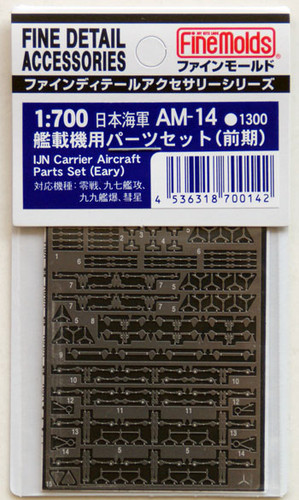 FINE DETAIL
ACCESSORIES
FineMolds
ファインモールド
ファインディテールアクセサリーシリーズ
1:700 日本海軍 AM-14 ●1300
艦載機用パーツセット(前期)
IJN Carrier Aircraft
Parts Set (Eary)
対応機種:零戦、九七艦攻、
九九艦爆、彗星
4 536318 700142